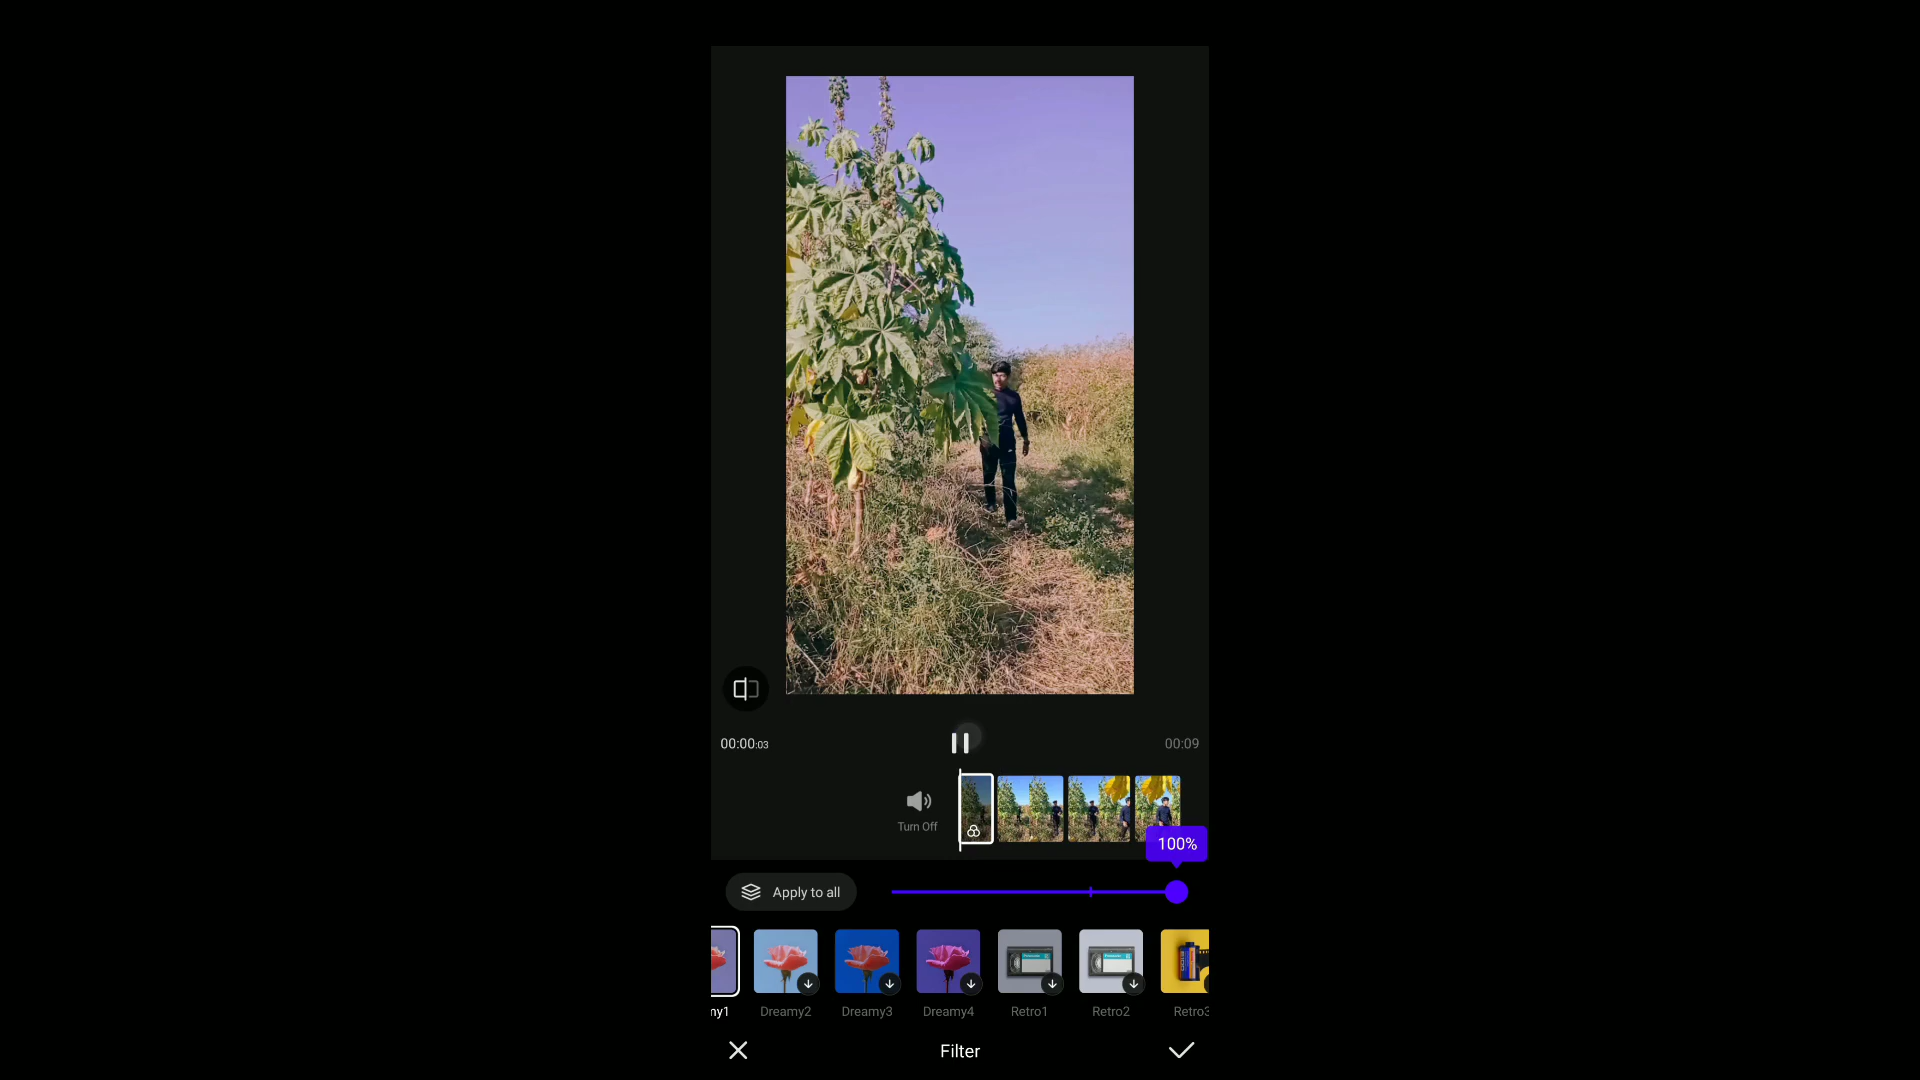 00:00:03
00:09
Turn Off
100%
Apply to all
ny1
Dreamy2
Dreamy3
Dreamy4
Retro1
Retro2
Retro3
Filter